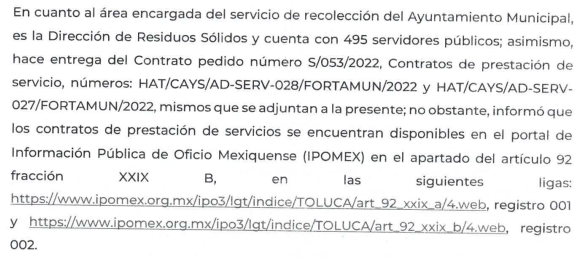 En cuanto al área encargada del servicio de recolección del Ayuntamiento Municipal,
es la Dirección de Residuos Sólidos y cuenta con 495 servidores públicos; asimismo,
hace entrega del Contrato pedido número S/053/2022, Contratos de prestación de
servicio, números: HAT/CAYS/AD-SERV-028/FORTAMUN/2022 y HAT/CAYS/AD-SERV-
027/FORTAMUN/2022, mismos que se adjuntan a la presente; no obstante, informó que
los contratos de prestación de servicios se encuentran disponibles en el portal de
Información Pública de Oficio Mexiquense (IPOMEX) en el apartado del artículo 92
fracción XXIX B, en las siguientes ligas:
https://www.ipomex.org.mx/ipo3/lgt/indice/TOLUCA/art_92_xxix_a/4.web, registro 001
y https://www.ipomex.org.mx/ipo3/lgt/indice/TOLUCA/art_92_xxix_b/4.web, registro
002.